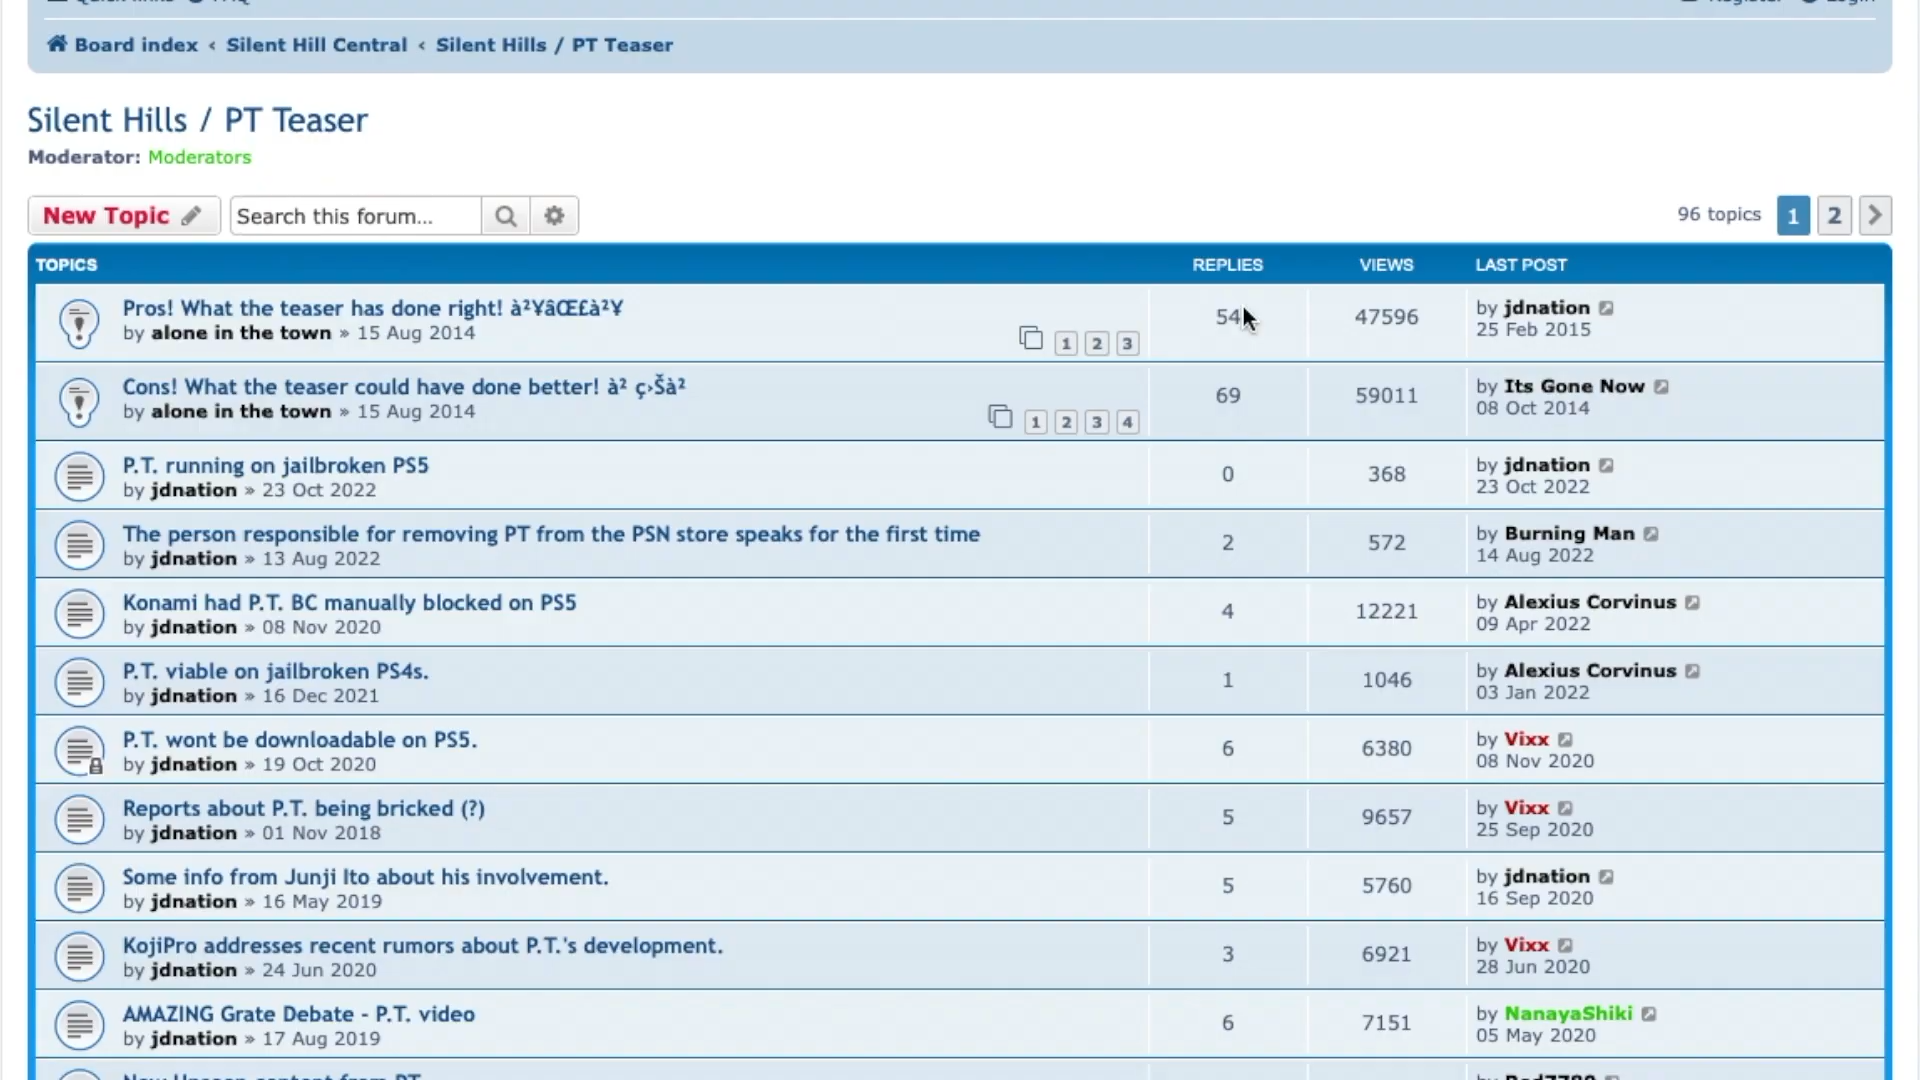 Board index ‹ Silent Hill Central ‹ Silent Hills / PT Teaser
Silent Hills / PT Teaser
Moderator: Moderators
New Topic Search this forum... 96 topics 1 2
TOPICS REPLIES VIEWS LAST POST
Pros! What the teaser has done right! à²¥âŒ£à²¥
by alone in the town » 15 Aug 2014
1 2 3
54
47596
by jdnation
25 Feb 2015
Cons! What the teaser could have done better! à² ç›Šà²
by alone in the town » 15 Aug 2014
1 2 3 4
69
59011
by Its Gone Now
08 Oct 2014
P.T. running on jailbroken PS5
by jdnation » 23 Oct 2022
0
368
by jdnation
23 Oct 2022
The person responsible for removing PT from the PSN store speaks for the first time
by jdnation » 13 Aug 2022
2
572
by Burning Man
14 Aug 2022
Konami had P.T. BC manually blocked on PS5
by jdnation » 08 Nov 2020
4
12221
by Alexius Corvinus
09 Apr 2022
P.T. viable on jailbroken PS4s.
by jdnation » 16 Dec 2021
1
1046
by Alexius Corvinus
03 Jan 2022
P.T. wont be downloadable on PS5.
by jdnation » 19 Oct 2020
6
6380
by Vixx
08 Nov 2020
Reports about P.T. being bricked (?)
by jdnation » 01 Nov 2018
5
9657
by Vixx
25 Sep 2020
Some info from Junji Ito about his involvement.
by jdnation » 16 May 2019
5
5760
by jdnation
16 Sep 2020
KojiPro addresses recent rumors about P.T.'s development.
by jdnation » 24 Jun 2020
3
6921
by Vixx
28 Jun 2020
AMAZING Grate Debate - P.T. video
by jdnation » 17 Aug 2019
6
7151
by NanayaShiki
05 May 2020